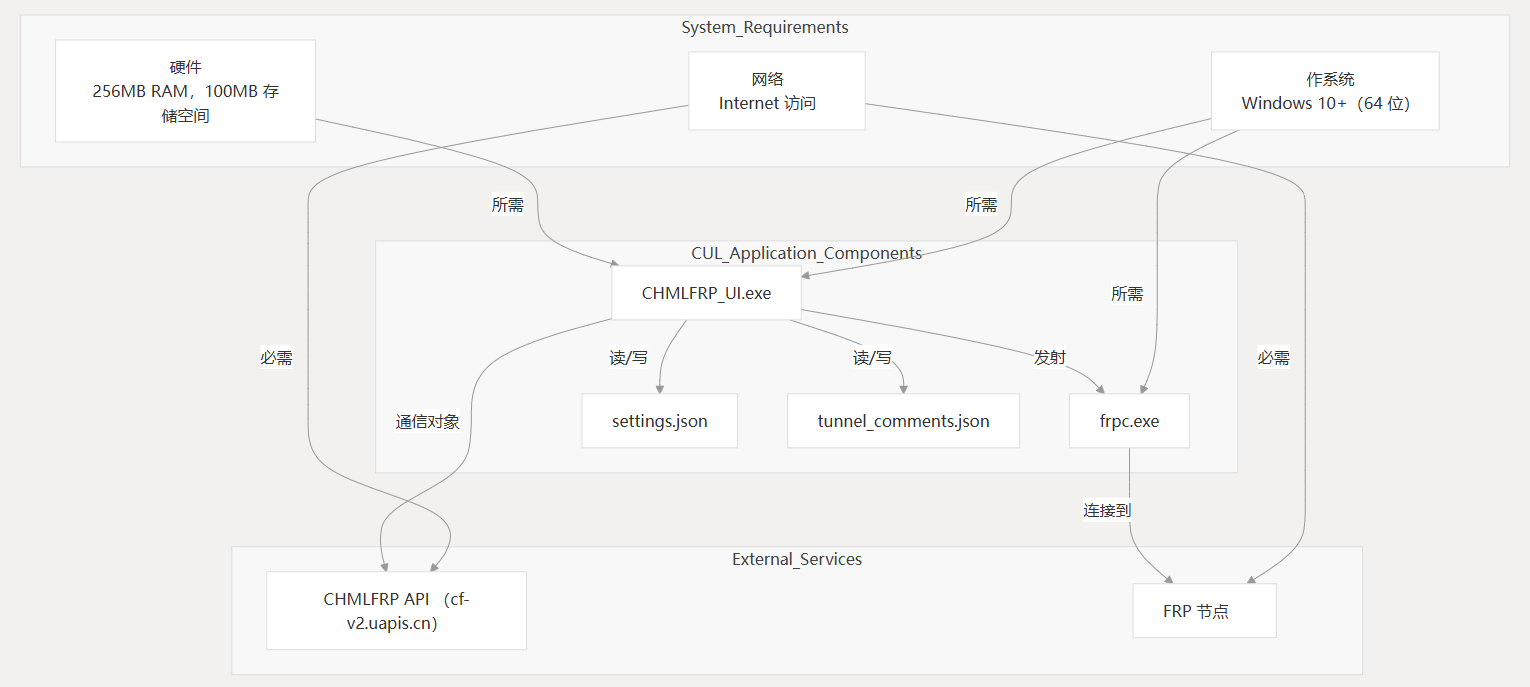 System_Requirements
硬件
256MB RAM，100MB 存
储空间
网络
Internet 访问
作系统
Windows 10+（64 位）
所需
所需
CUL_Application_Components
CHMLFRP_UI.exe
所需
必需
读/写
读/写
发射
必需
通信对象
settings.json
tunnel_comments.json
frpc.exe
连接到
External_Services
CHMLFRP API （cf-
v2.uapis.cn）
FRP 节点